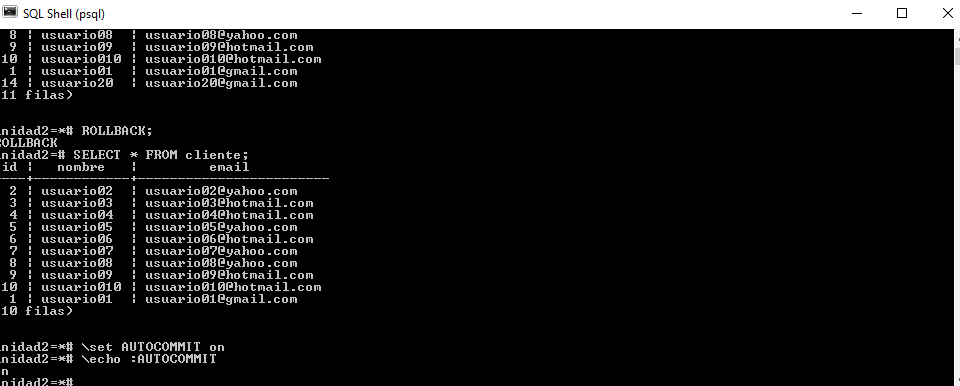 SQL Shell (psql)
8 | usuario08 | usuario08@yahoo.com
9 | usuario09 | usuario09@hotmail.com
10 | usuario010 | usuario010@hotmail.com
1 | usuario01 | usuario01@gmail.com
14 | usuario20 | usuario20@gmail.com
11 filas)
nidad2=*# ROLLBACK;
ROLLBACK
nidad2=# SELECT * FROM cliente;
id | nombre | email
----+------------+------------------------
2 | usuario02 | usuario02@yahoo.com
3 | usuario03 | usuario03@hotmail.com
4 | usuario04 | usuario04@hotmail.com
5 | usuario05 | usuario05@yahoo.com
6 | usuario06 | usuario06@hotmail.com
7 | usuario07 | usuario07@yahoo.com
8 | usuario08 | usuario08@yahoo.com
9 | usuario09 | usuario09@hotmail.com
10 | usuario010 | usuario010@hotmail.com
1 | usuario01 | usuario01@gmail.com
10 filas)
nidad2=*# \set AUTOCOMMIT on
nidad2=*# \echo :AUTOCOMMIT
n
nidad2=*#